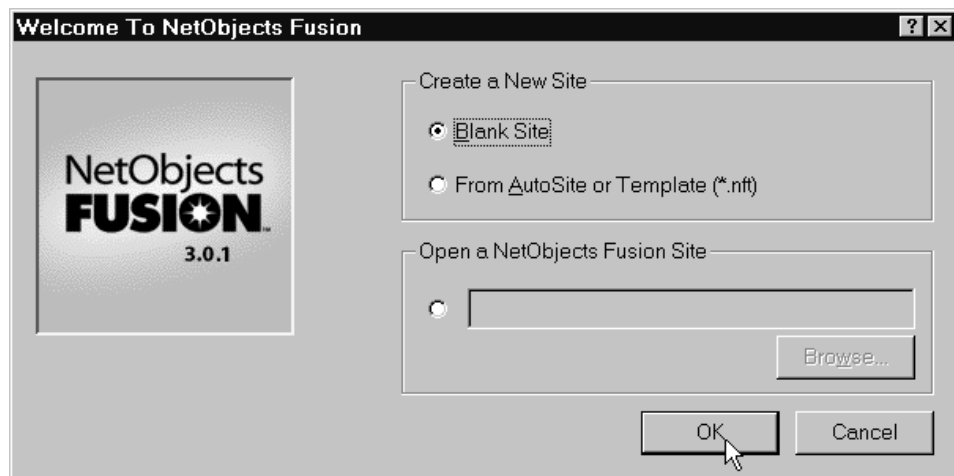 Welcome To NetObjects Fusion
NetObjects
FUSION™
3.0.1
Create a New Site
Blank Site
From AutoSite or Template (*.nft)
Open a NetObjects Fusion Site
Browse...
OK
Cancel